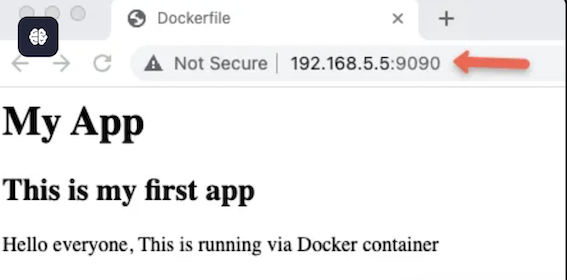 Dockerfile
Not Secure | 192.168.5.5:9090
My App
This is my first app
Hello everyone, This is running via Docker container